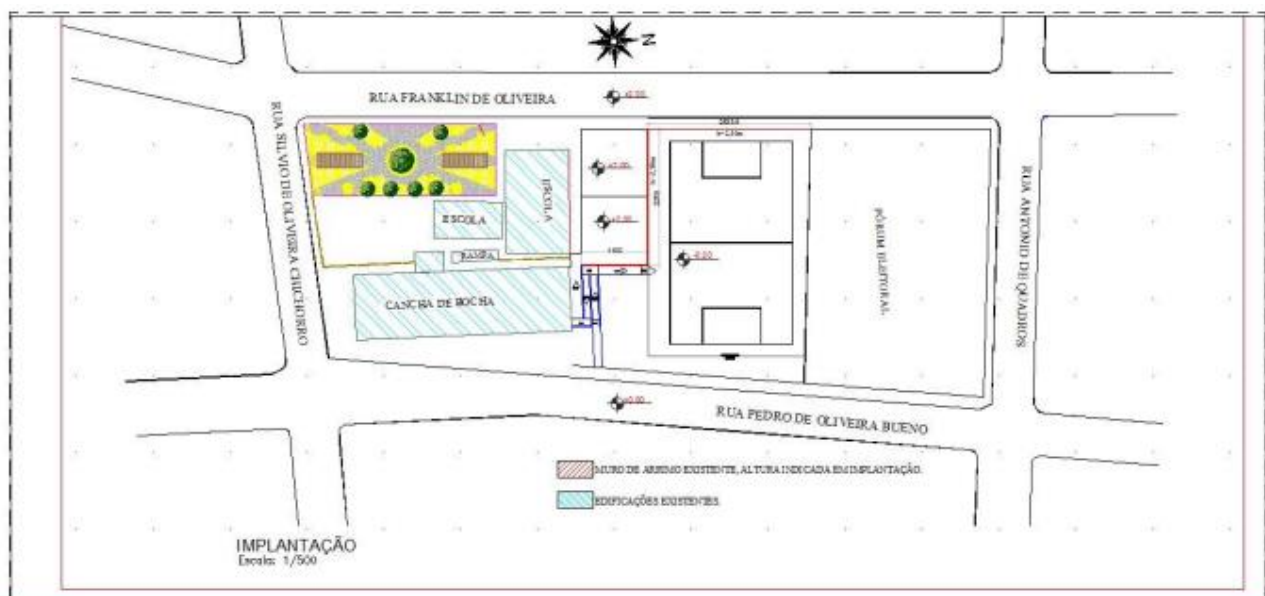 N
RUA FRANKLIN DE OLIVEIRA
RUA SILVIO DE OLIVEIRA CHICHORRO
ESCOLA
ESCOLA
RAMPA
CANCHA DE BOCHA
FÓRUM ELEITORAL
RUA ANTONIO DE QUADROS
RUA PEDRO DE OLIVEIRA BUENO
MURO DE ARRIMO EXISTENTE, ALTURA INDICADA EM IMPLANTAÇÃO.
EDIFICAÇÕES EXISTENTES.
IMPLANTAÇÃO
Escala: 1/500